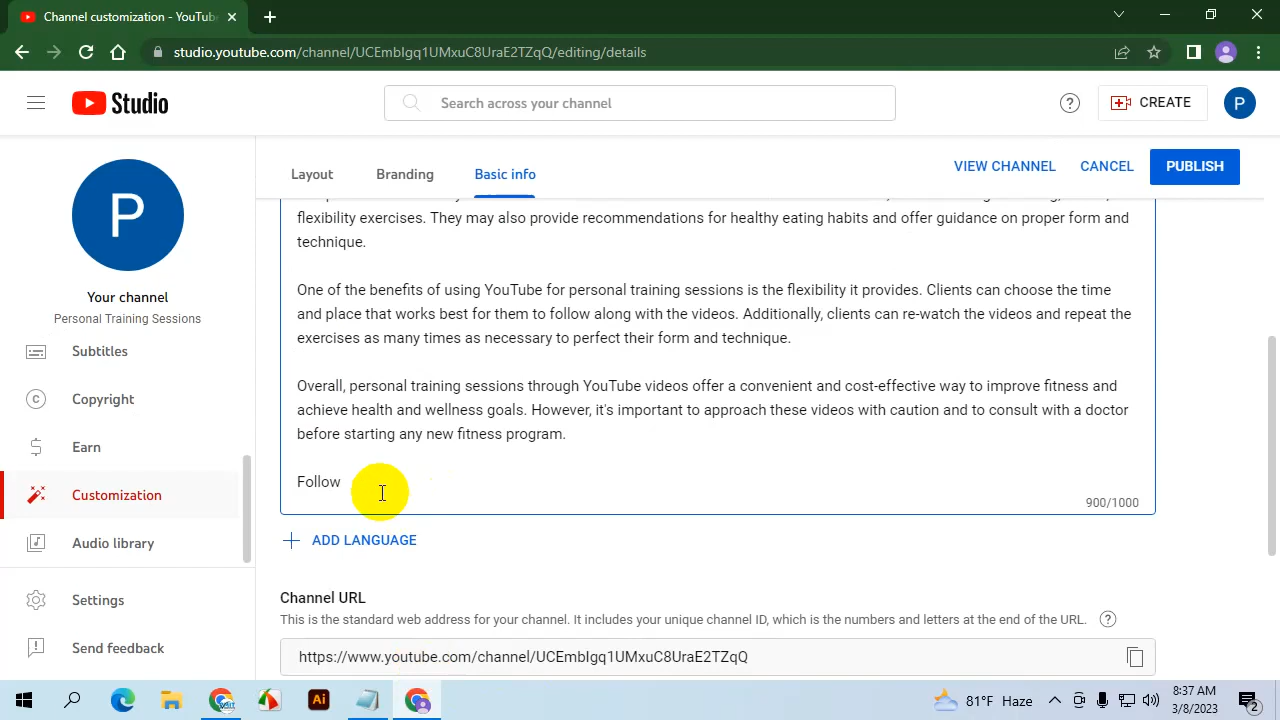 Channel customization - YouTub
studio.youtube.com/channel/UCEmbIgq1UMxuC8UraE2TZqQ/editing/details
Studio
Search across your channel
CREATE
P
Layout
Branding
Basic info
VIEW CHANNEL
CANCEL
PUBLISH
P
Your channel
Personal Training Sessions
Subtitles
Copyright
Earn
Customization
Audio library
Settings
Send feedback
flexibility exercises. They may also provide recommendations for healthy eating habits and offer guidance on proper form and
technique.
One of the benefits of using YouTube for personal training sessions is the flexibility it provides. Clients can choose the time
and place that works best for them to follow along with the videos. Additionally, clients can re-watch the videos and repeat the
exercises as many times as necessary to perfect their form and technique.
Overall, personal training sessions through YouTube videos offer a convenient and cost-effective way to improve fitness and
achieve health and wellness goals. However, it's important to approach these videos with caution and to consult with a doctor
before starting any new fitness program.
Follow
900/1000
ADD LANGUAGE
Channel URL
This is the standard web address for your channel. It includes your unique channel ID, which is the numbers and letters at the end of the URL.
https://www.youtube.com/channel/UCEmbIgq1UMxuC8UraE2TZqQ
Ai
81°F Haze
8:37 AM
3/8/2023
2